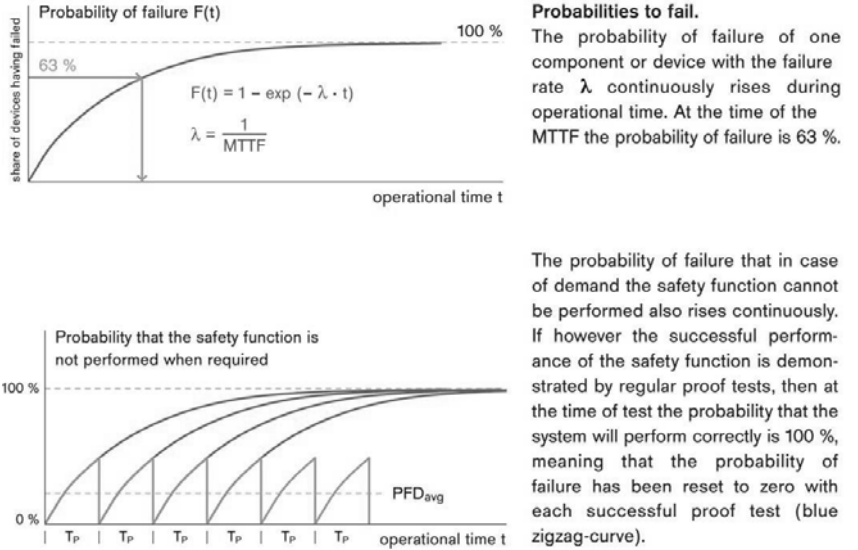 Probability of failure F(t)
100 %
63 %
F(t) = 1 – exp (– λ · t)
λ = 1 / MTTF
share of devices having failed
operational time t
Probabilities to fail.
The probability of failure of one
component or device with the failure
rate λ continuously rises during
operational time. At the time of the
MTTF the probability of failure is 63 %.
Probability that the safety function is
not performed when required
100 %
PFDavg
0 %
| TP | TP | TP | TP | TP | TP |
operational time t
The probability of failure that in case
of demand the safety function cannot
be performed also rises continuously.
If however the successful perform-
ance of the safety function is demon-
strated by regular proof tests, then at
the time of test the probability that the
system will perform correctly is 100 %,
meaning that the probability of
failure has been reset to zero with
each successful proof test (blue
zigzag-curve).